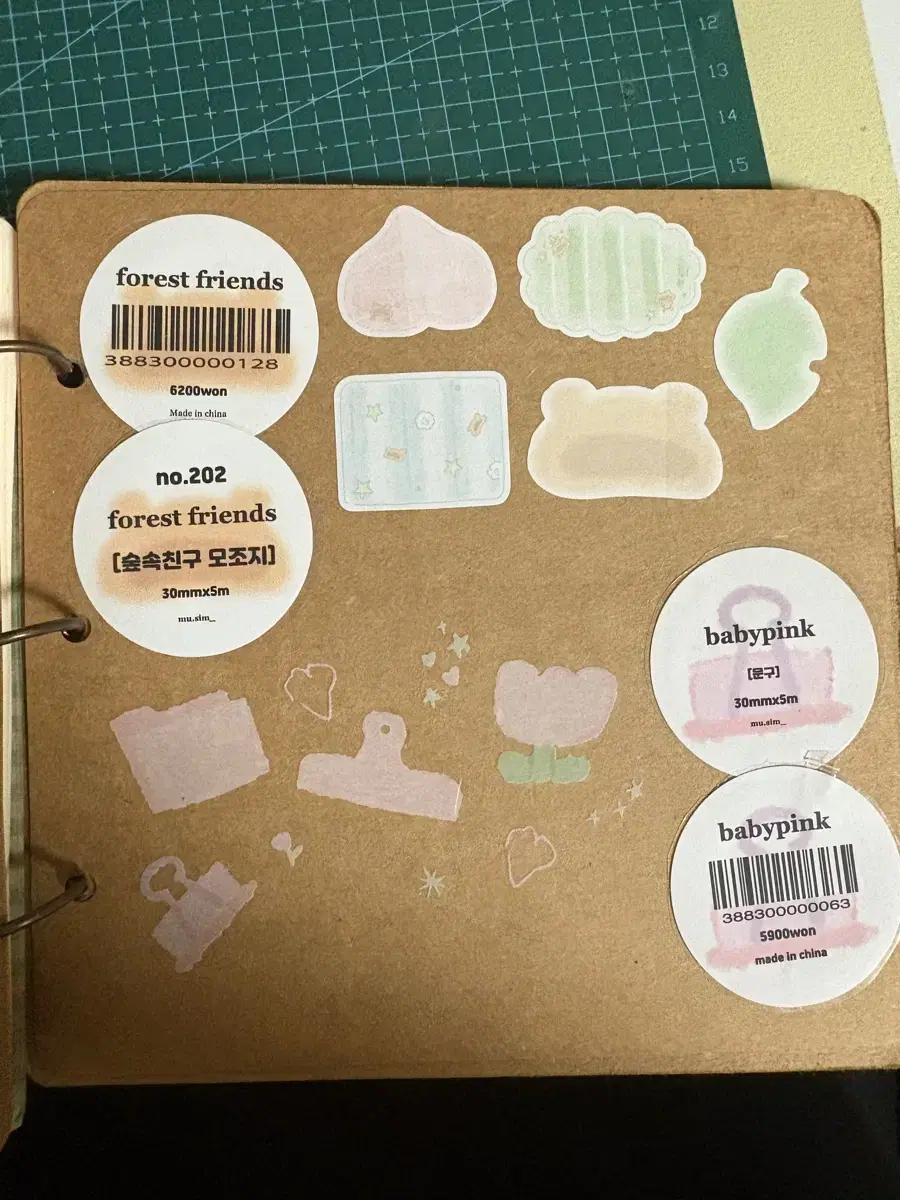 12
13
14
15
forest friends
388300000128
6200won
Made in china
no.202
forest friends
[숲속친구 모조지]
30mmx5m
mu.sim_
babypink
[문구]
30mmx5m
mu.sim_
babypink
388300000063
5900won
made in china